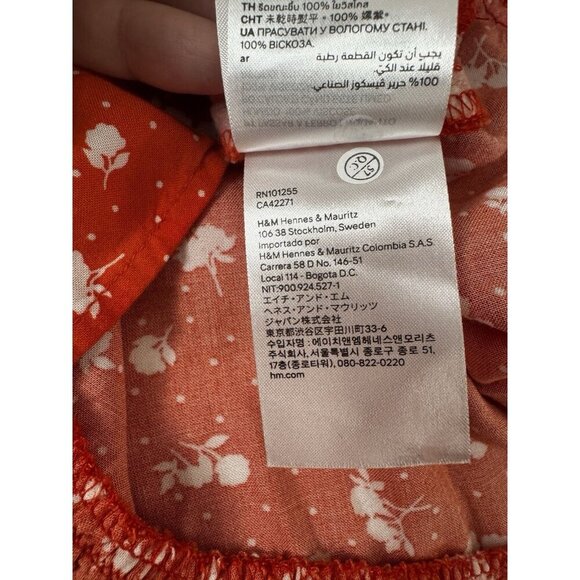 TH รีดขณะชื้น 100% ใยวิสโคส
CHT 未乾時熨平。100% 嫘縈。
UA ПРАСУВАТИ У ВОЛОГОМУ СТАНІ.
100% ВІСКОЗА.
ar يجب أن تكون القطعة رطبة
قليلاً عند الكيّ.
100% حرير ڤيسكوز الصناعي.
RN101255
CA42271
H&M Hennes & Mauritz
106 38 Stockholm, Sweden
Importado por
H&M Hennes & Mauritz Colombia S.A.S.
Carrera 58 D No. 146-51
Local 114 - Bogota D.C.
NIT:900.924.527-1
エイチ・アンド・エム
ヘネス・アンド・マウリッツ
ジャパン株式会社
東京都渋谷区宇田川町33-6
수입자명 : 에이치앤엠헤네스앤모리츠
주식회사, 서울특별시 종로구 종로 51,
17층(종로타워), 080-822-0220
hm.com